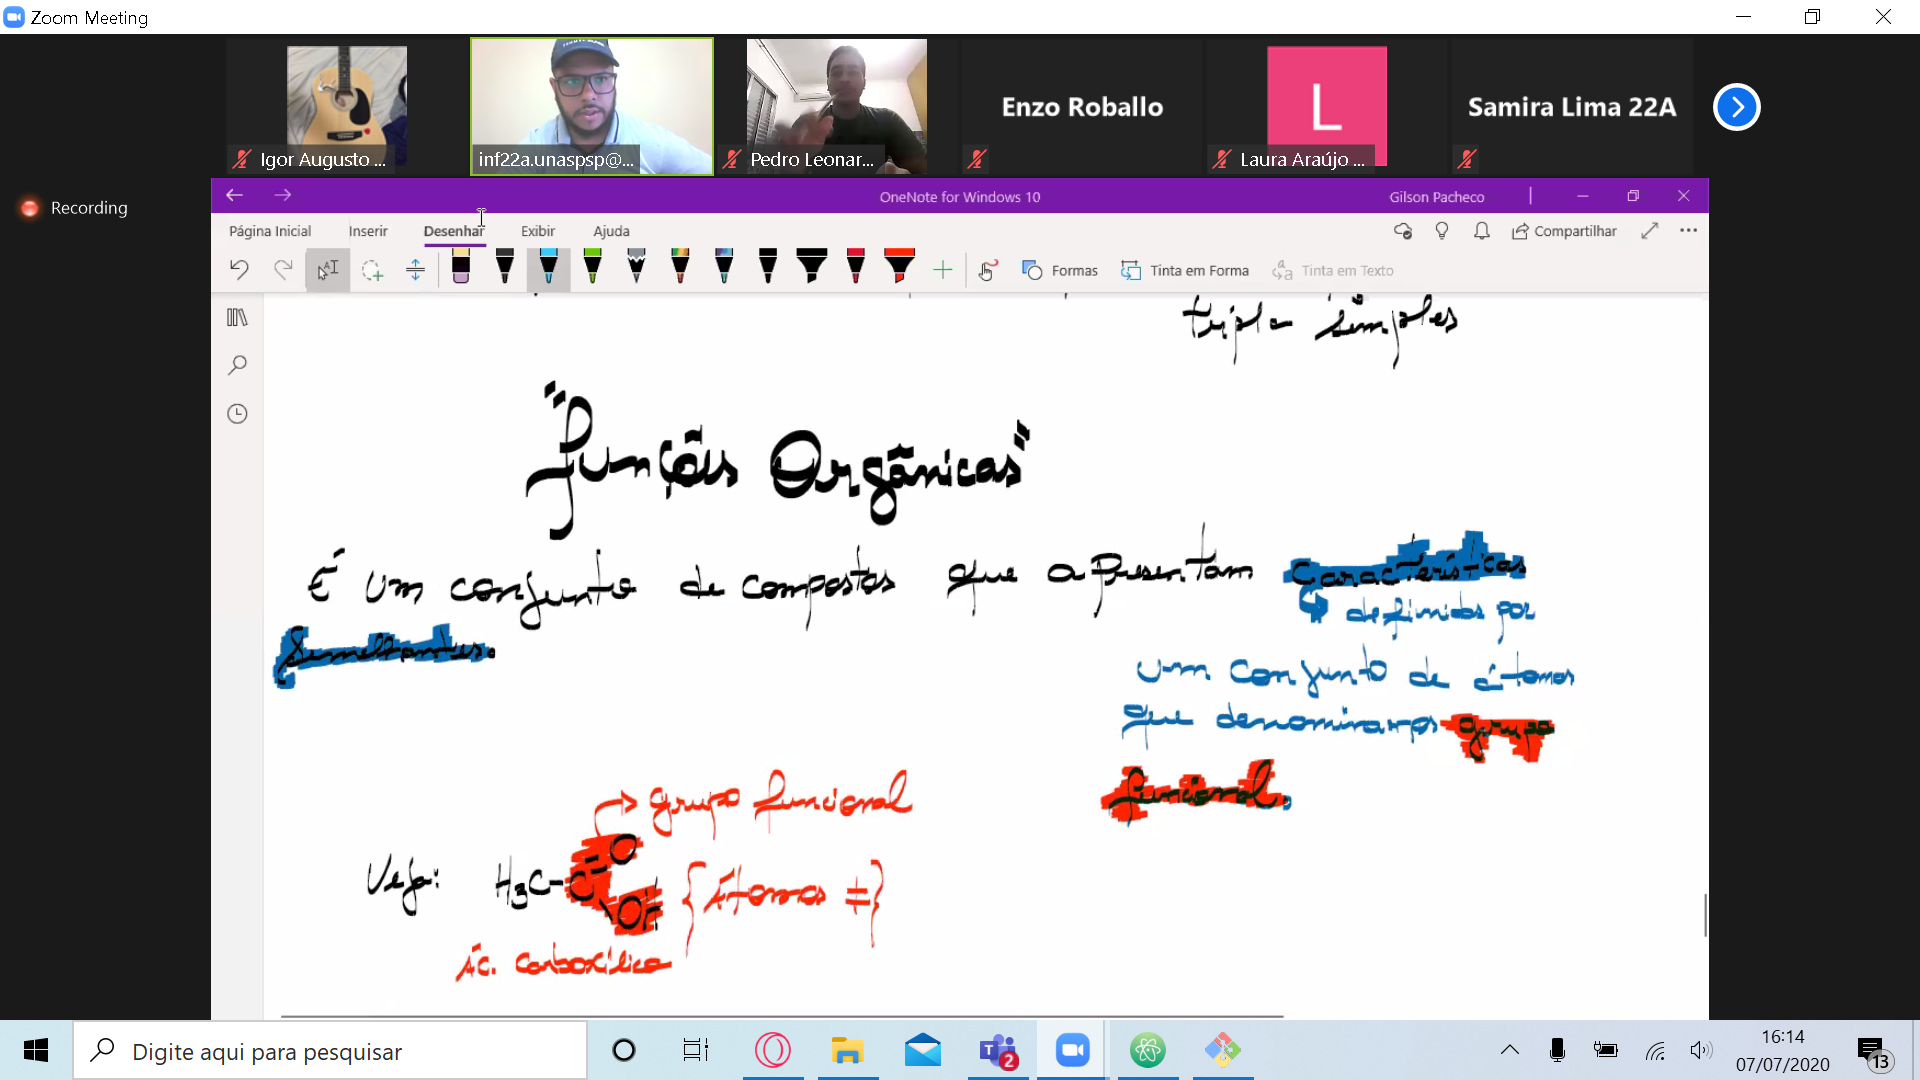 Zoom Meeting
Igor Augusto ...
inf22a.unaspsp@...
Pedro Leonar...
Enzo Roballo
L
Laura Araújo ...
Samira Lima 22A
Recording
OneNote for Windows 10
Gilson Pacheco
Página Inicial
Inserir
Desenhar
Exibir
Ajuda
Compartilhar
Formas
Tinta em Forma
Tinta em Texto
tripla simples
"Funções Orgânicas"
É um conjunto de compostos que apresentam características
semeltantes.
definidas por
um conjunto de átomos
que denominamos grupo
funcional.
grupo funcional
Veja: H3C-C=O
OH {Átomos ≠}
Ác. carboxílico
Digite aqui para pesquisar
2
16:14
07/07/2020
13